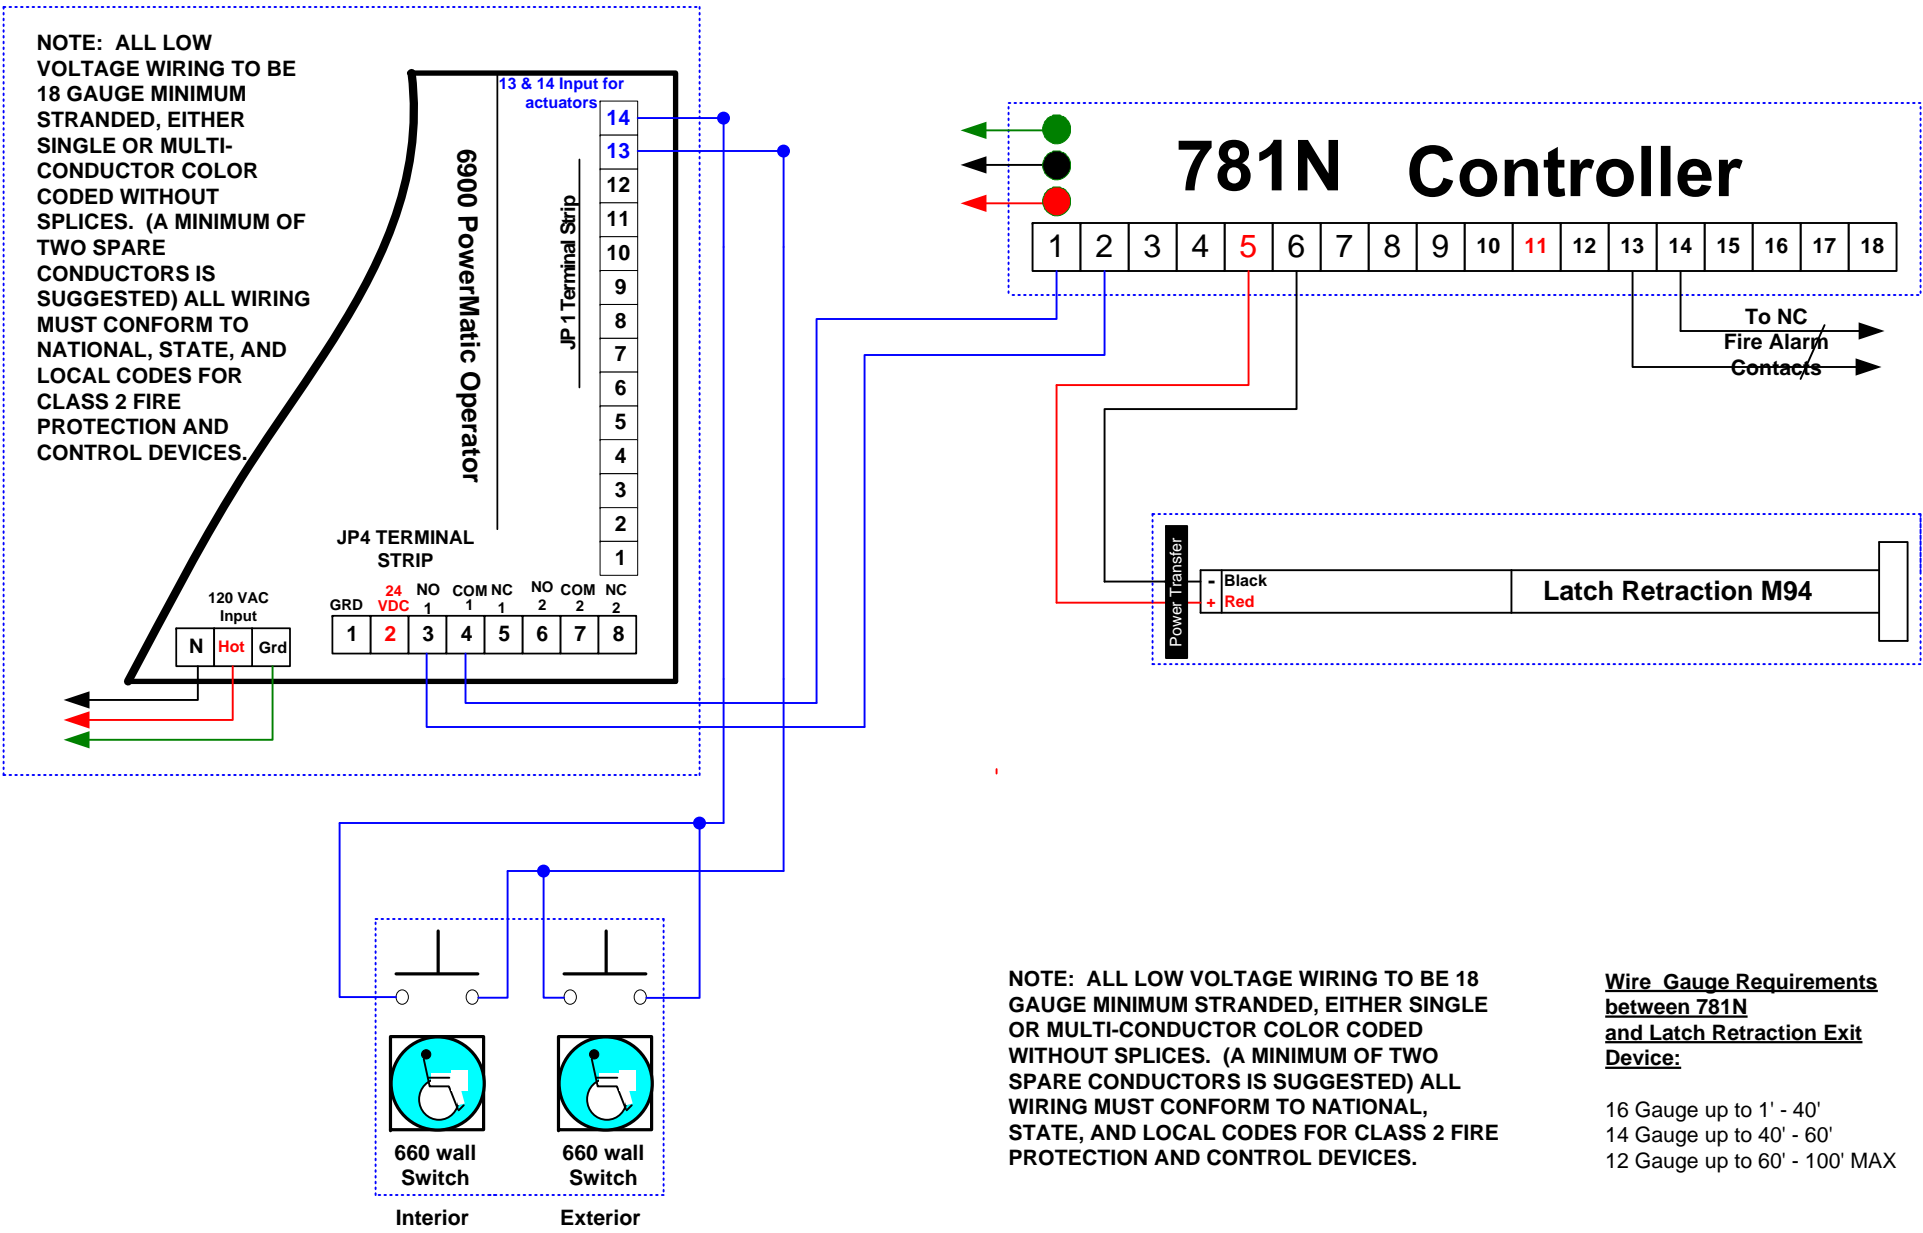 NOTE: ALL LOW
VOLTAGE WIRING TO BE
18 GAUGE MINIMUM
STRANDED, EITHER
SINGLE OR MULTI-
CONDUCTOR COLOR
CODED WITHOUT
SPLICES. (A MINIMUM OF
TWO SPARE
CONDUCTORS IS
SUGGESTED) ALL WIRING
MUST CONFORM TO
NATIONAL, STATE, AND
LOCAL CODES FOR
CLASS 2 FIRE
PROTECTION AND
CONTROL DEVICES.
13 & 14 Input for
actuators
6900 PowerMatic Operator
JP 1 Terminal Strip
14
13
12
11
10
9
8
7
6
5
4
3
2
1
JP4 TERMINAL
STRIP
GRD 24 VDC NO 1 COM 1 NC 1 NO 2 COM 2 NC 2
1 2 3 4 5 6 7 8
120 VAC
Input
N Hot Grd
781N Controller
1 2 3 4 5 6 7 8 9 10 11 12 13 14 15 16 17 18
To NC
Fire Alarm
Contacts
Power Transfer
- Black
+ Red
Latch Retraction M94
660 wall
Switch
Interior
660 wall
Switch
Exterior
NOTE: ALL LOW VOLTAGE WIRING TO BE 18
GAUGE MINIMUM STRANDED, EITHER SINGLE
OR MULTI-CONDUCTOR COLOR CODED
WITHOUT SPLICES. (A MINIMUM OF TWO
SPARE CONDUCTORS IS SUGGESTED) ALL
WIRING MUST CONFORM TO NATIONAL,
STATE, AND LOCAL CODES FOR CLASS 2 FIRE
PROTECTION AND CONTROL DEVICES.
Wire Gauge Requirements
between 781N
and Latch Retraction Exit
Device:
16 Gauge up to 1' - 40'
14 Gauge up to 40' - 60'
12 Gauge up to 60' - 100' MAX